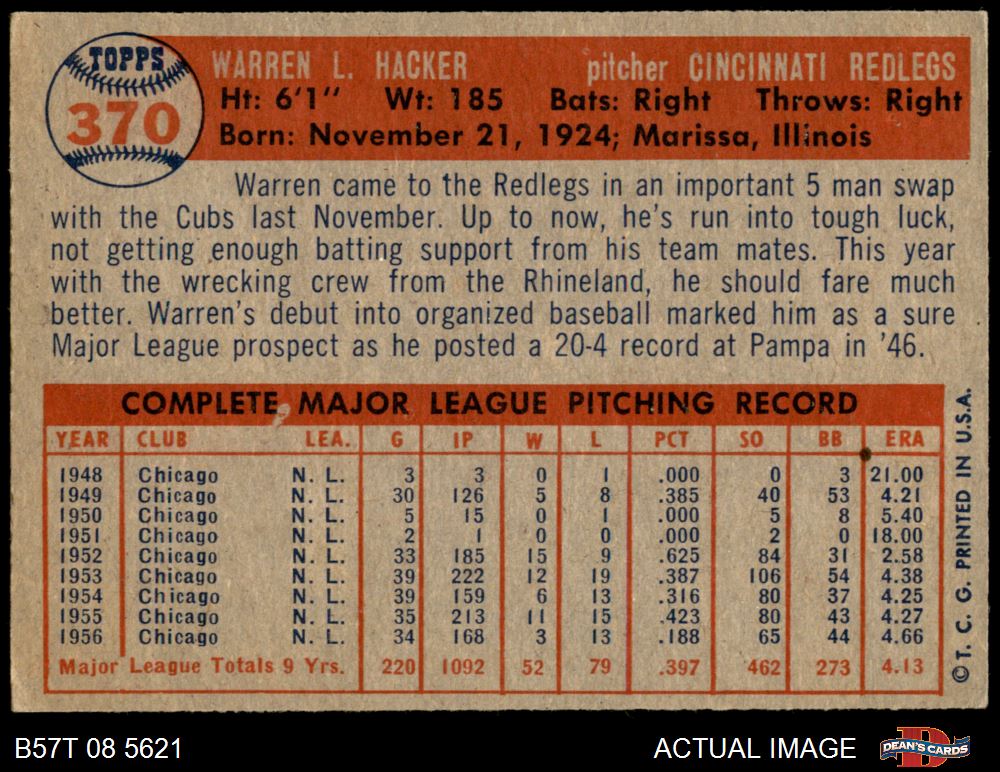 TOPPS
370
WARREN L. HACKER pitcher CINCINNATI REDLEGS
Ht: 6'1" Wt: 185 Bats: Right Throws: Right
Born: November 21, 1924; Marissa, Illinois
Warren came to the Redlegs in an important 5 man swap
with the Cubs last November. Up to now, he's run into tough luck,
not getting enough batting support from his team mates. This year
with the wrecking crew from the Rhineland, he should fare much
better. Warren's debut into organized baseball marked him as a sure
Major League prospect as he posted a 20-4 record at Pampa in '46.
COMPLETE MAJOR LEAGUE PITCHING RECORD
YEAR CLUB LEA. G IP W L PCT SO BB ERA
1948 Chicago N. L. 3 3 0 1 .000 0 3 21.00
1949 Chicago N. L. 30 126 5 8 .385 40 53 4.21
1950 Chicago N. L. 5 15 0 1 .000 5 8 5.40
1951 Chicago N. L. 2 1 0 0 .000 2 0 18.00
1952 Chicago N. L. 33 185 15 9 .625 84 31 2.58
1953 Chicago N. L. 39 222 12 19 .387 106 54 4.38
1954 Chicago N. L. 39 159 6 13 .316 80 37 4.25
1955 Chicago N. L. 35 213 11 15 .423 80 43 4.27
1956 Chicago N. L. 34 168 3 13 .188 65 44 4.66
Major League Totals 9 Yrs. 220 1092 52 79 .397 462 273 4.13
©T. C. G. PRINTED IN U.S.A.
B57T 08 5621 ACTUAL IMAGE
DEAN'S CARDS